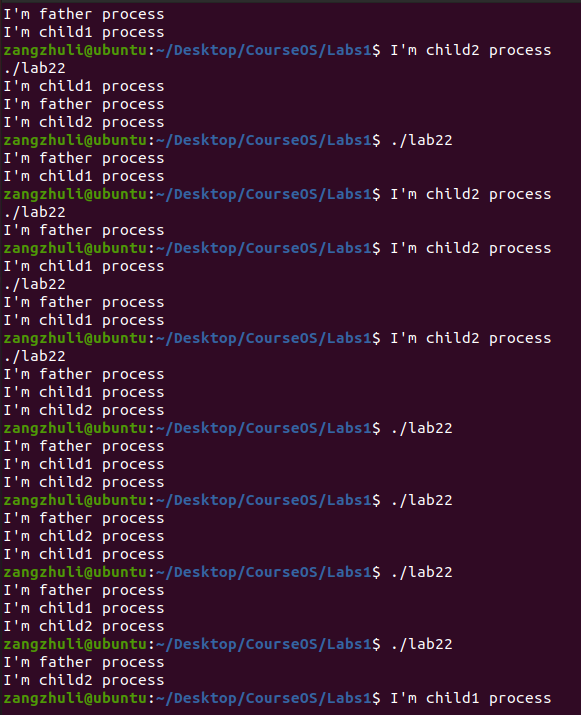 I'm father process
I'm child1 process
zangzhuli@ubuntu:~/Desktop/CourseOS/Labs1$ I'm child2 process
./lab22
I'm child1 process
I'm father process
I'm child2 process
zangzhuli@ubuntu:~/Desktop/CourseOS/Labs1$ ./lab22
I'm father process
I'm child1 process
zangzhuli@ubuntu:~/Desktop/CourseOS/Labs1$ I'm child2 process
./lab22
I'm father process
zangzhuli@ubuntu:~/Desktop/CourseOS/Labs1$ I'm child2 process
I'm child1 process
./lab22
I'm father process
I'm child1 process
zangzhuli@ubuntu:~/Desktop/CourseOS/Labs1$ I'm child2 process
./lab22
I'm father process
I'm child1 process
I'm child2 process
zangzhuli@ubuntu:~/Desktop/CourseOS/Labs1$ ./lab22
I'm father process
I'm child1 process
I'm child2 process
zangzhuli@ubuntu:~/Desktop/CourseOS/Labs1$ ./lab22
I'm father process
I'm child2 process
I'm child1 process
zangzhuli@ubuntu:~/Desktop/CourseOS/Labs1$ ./lab22
I'm father process
I'm child1 process
I'm child2 process
zangzhuli@ubuntu:~/Desktop/CourseOS/Labs1$ ./lab22
I'm father process
I'm child2 process
zangzhuli@ubuntu:~/Desktop/CourseOS/Labs1$ I'm child1 process